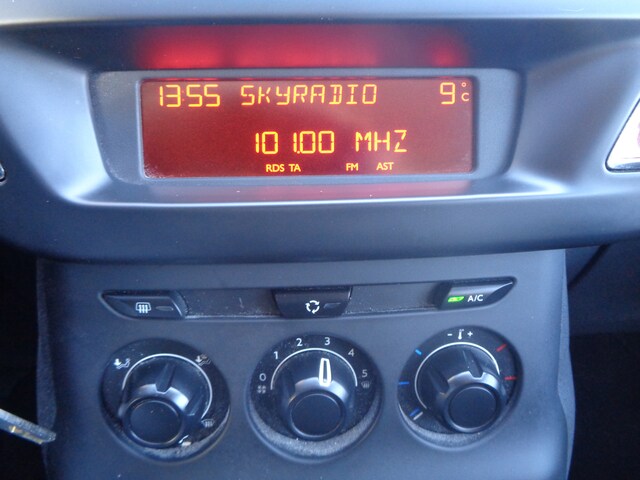 13:55 SKYRADIO 9°C
101.00 MHZ
RDS TA FM AST
A/C
0 1 2 3 4 5
- +